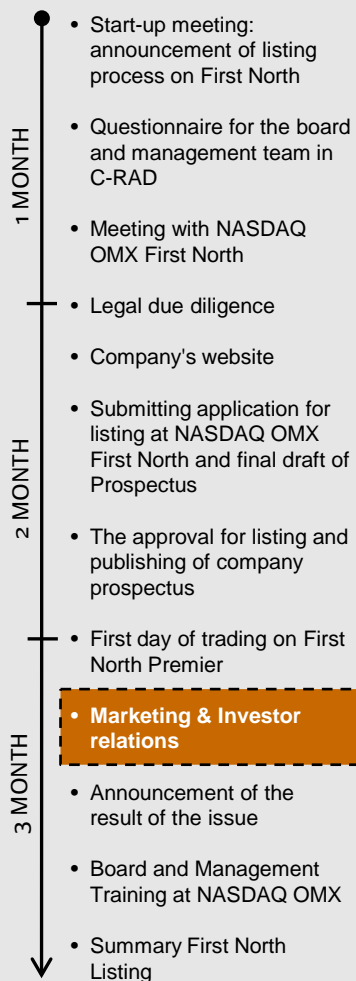 • Start-up meeting:
announcement of listing
process on First North
• Questionnaire for the board
and management team in
C-RAD
• Meeting with NASDAQ
OMX First North
1 MONTH
• Legal due diligence
• Company's website
• Submitting application for
listing at NASDAQ OMX
First North and final draft of
Prospectus
• The approval for listing and
publishing of company
prospectus
2 MONTH
• First day of trading on First
North Premier
• Marketing & Investor
relations
• Announcement of the
result of the issue
• Board and Management
Training at NASDAQ OMX
• Summary First North
Listing
3 MONTH